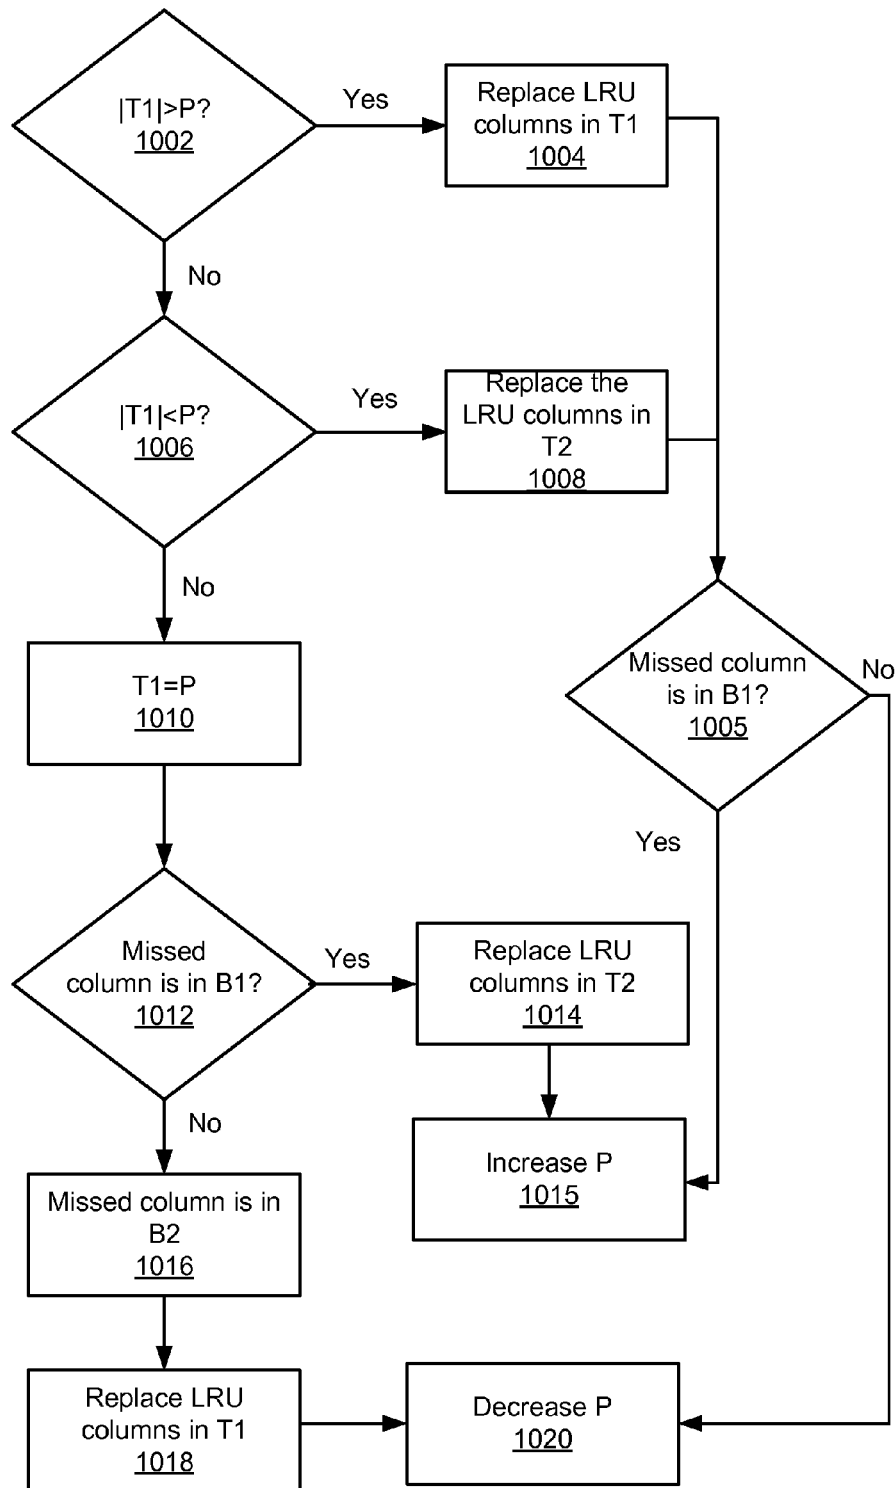 |T1|>P?
1002
Yes
Replace LRU
columns in T1
1004
No
|T1|<P?
1006
Yes
Replace the
LRU columns in
T2
1008
No
T1=P
1010
Missed column
is in B1?
1005
No
Yes
Missed
column is in B1?
1012
Yes
Replace LRU
columns in T2
1014
No
Increase P
1015
Missed column is in
B2
1016
Replace LRU
columns in T1
1018
Decrease P
1020